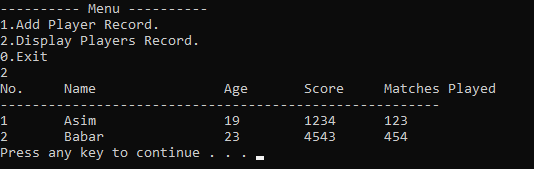 ---------- Menu ----------
1.Add Player Record.
2.Display Players Record.
0.Exit
2
No. Name Age Score Matches Played
-------------------------------------------------------
1 Asim 19 1234 123
2 Babar 23 4543 454
Press any key to continue . . .